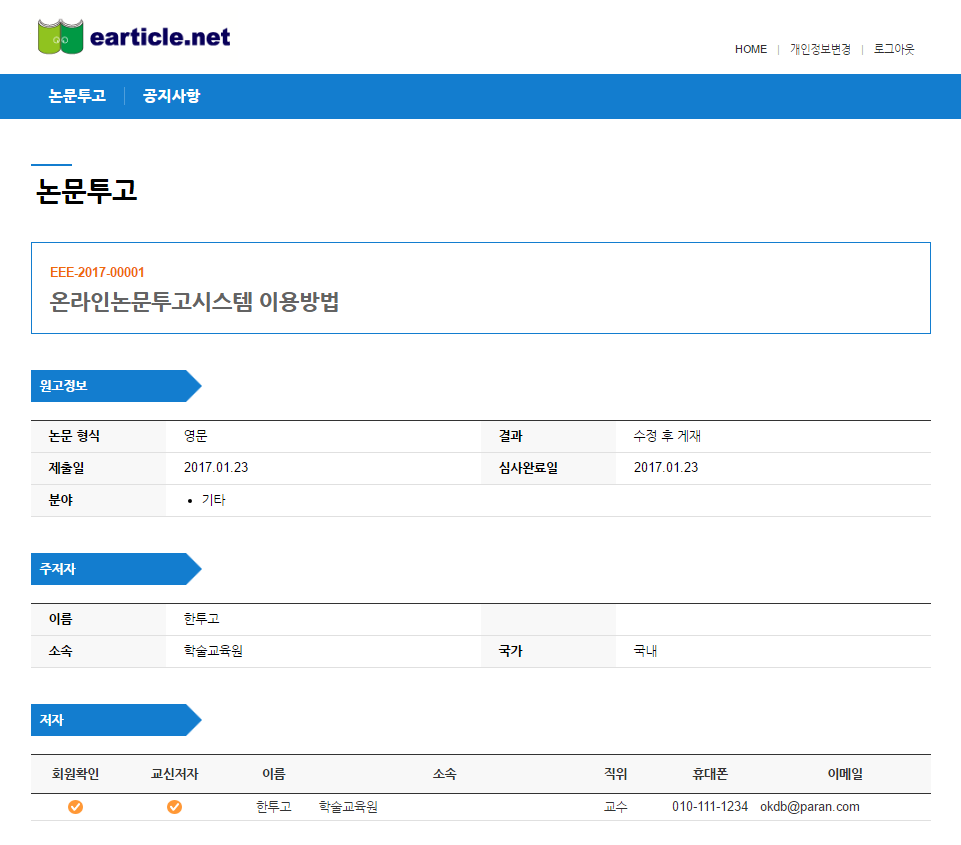 earticle.net
HOME | 개인정보변경 | 로그아웃
논문투고 | 공지사항
논문투고
EEE-2017-00001
온라인논문투고시스템 이용방법
원고정보
논문 형식 영문 결과 수정 후 게재
제출일 2017.01.23 심사완료일 2017.01.23
분야 • 기타
주저자
이름 한투고
소속 학술교육원 국가 국내
저자
회원확인 교신저자 이름 소속 직위 휴대폰 이메일
한투고 학술교육원 교수 010-111-1234 okdb@paran.com